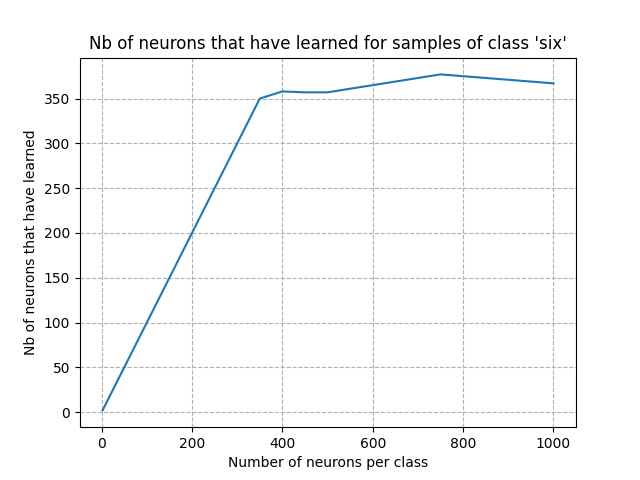 Nb of neurons that have learned for samples of class 'six'
Nb of neurons that have learned
350
300
250
200
150
100
50
0
0 200 400 600 800 1000
Number of neurons per class